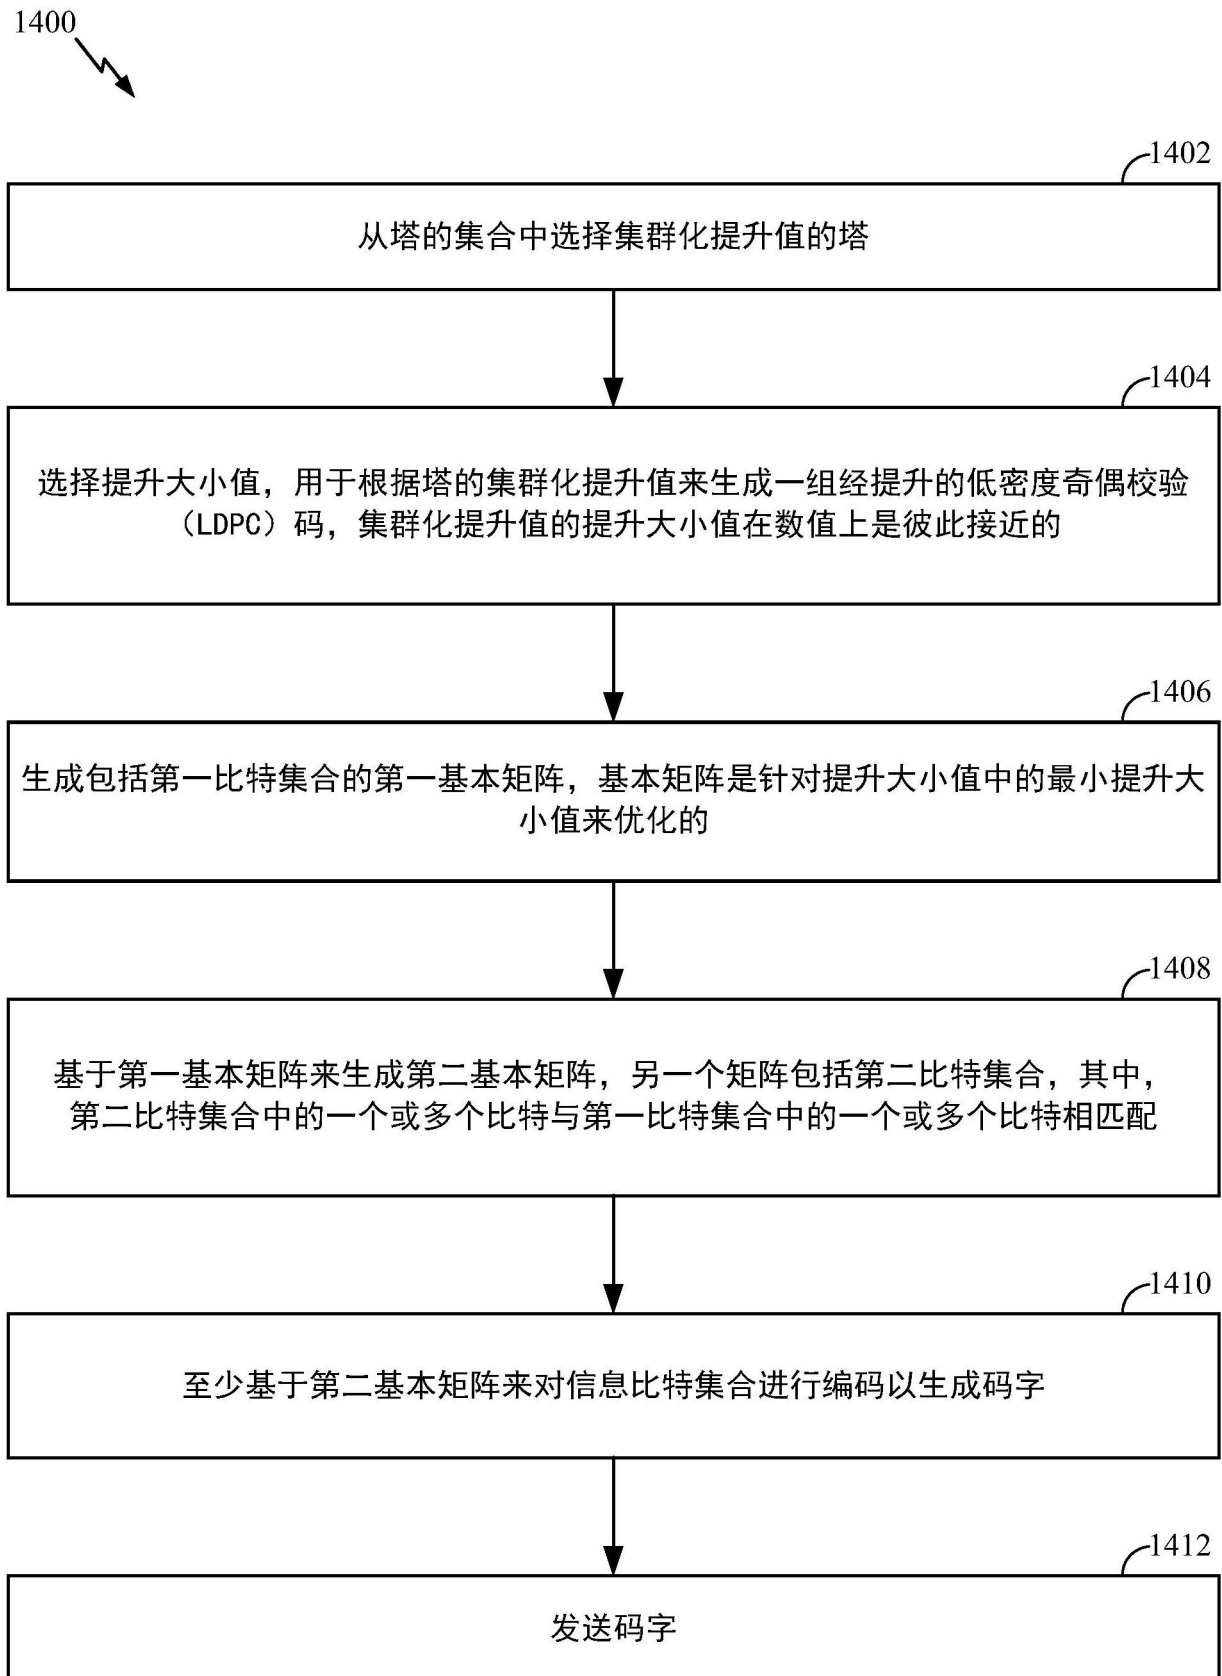 1400
1402
从塔的集合中选择集群化提升值的塔
1404
选择提升大小值，用于根据塔的集群化提升值来生成一组经提升的低密度奇偶校验
（LDPC）码，集群化提升值的提升大小值在数值上是彼此接近的
1406
生成包括第一比特集合的第一基本矩阵，基本矩阵是针对提升大小值中的最小提升大
小值来优化的
1408
基于第一基本矩阵来生成第二基本矩阵，另一个矩阵包括第二比特集合，其中，
第二比特集合中的一个或多个比特与第一比特集合中的一个或多个比特相匹配
1410
至少基于第二基本矩阵来对信息比特集合进行编码以生成码字
1412
发送码字